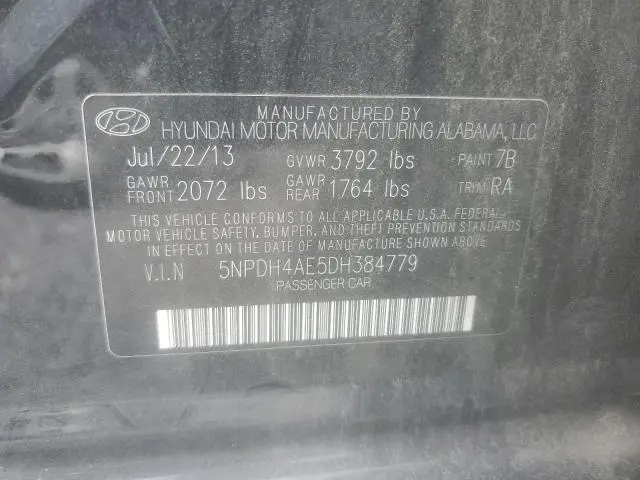 MANUFACTURED BY
HYUNDAI MOTOR MANUFACTURING ALABAMA, LLC
Jul/22/13 GVWR 3792 lbs PAINT 7B
GAWR FRONT 2072 lbs GAWR REAR 1764 lbs TRIM RA
THIS VEHICLE CONFORMS TO ALL APPLICABLE U.S.A. FEDERAL
MOTOR VEHICLE SAFETY, BUMPER, AND THEFT PREVENTION STANDARDS
IN EFFECT ON THE DATE OF MANUFACTURE SHOWN ABOVE
V.I.N 5NPDH4AE5DH384779
PASSENGER CAR